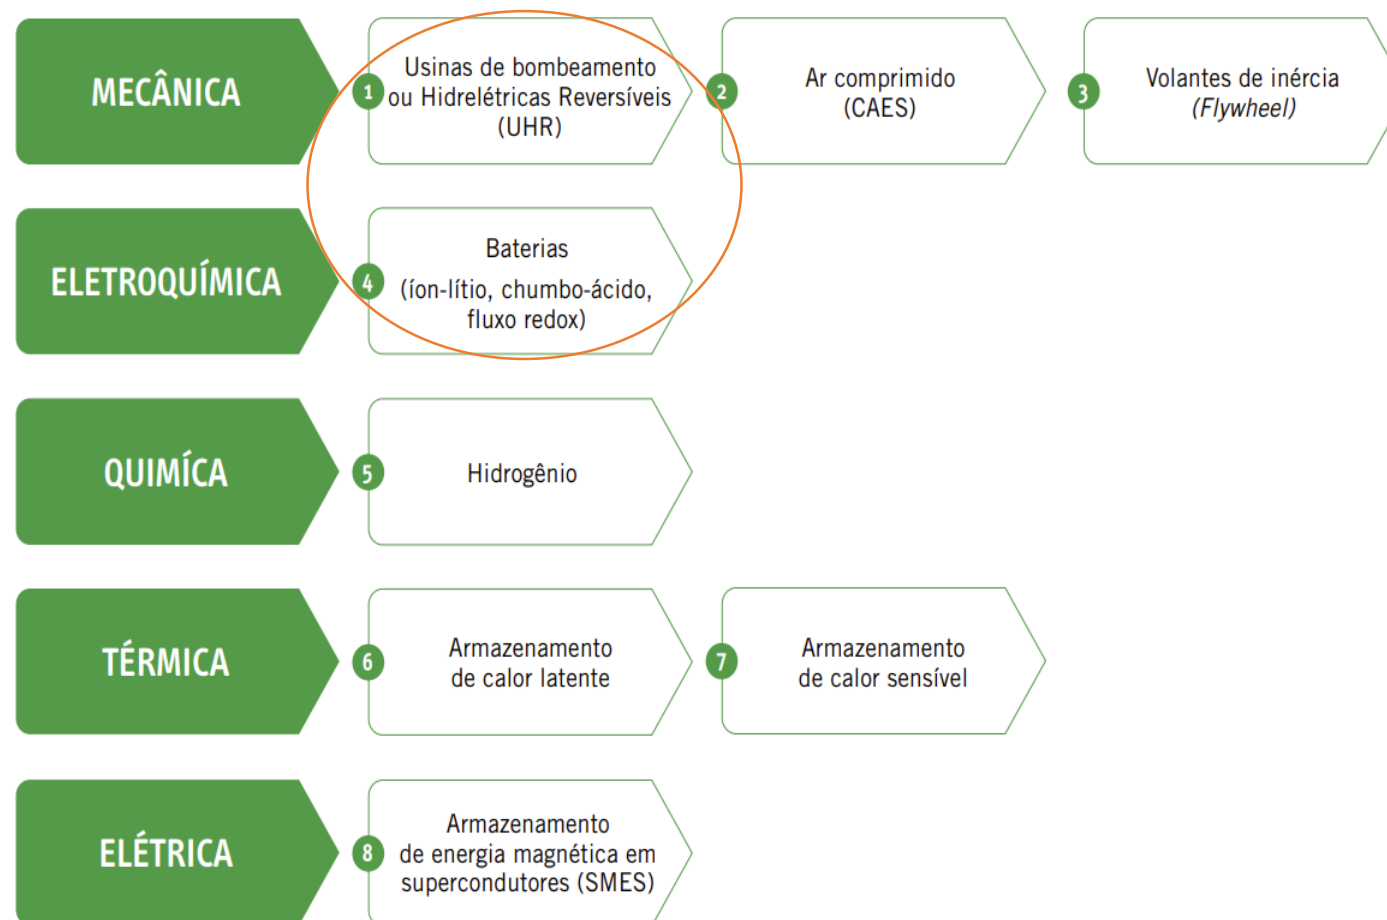 MECÂNICA
1
Usinas de bombeamento
ou Hidrelétricas Reversíveis
(UHR)
2
Ar comprimido
(CAES)
3
Volantes de inércia
(Flywheel)
ELETROQUÍMICA
4
Baterias
(íon-lítio, chumbo-ácido,
fluxo redox)
QUIMÍCA
5
Hidrogênio
TÉRMICA
6
Armazenamento
de calor latente
7
Armazenamento
de calor sensível
ELÉTRICA
8
Armazenamento
de energia magnética em
supercondutores (SMES)